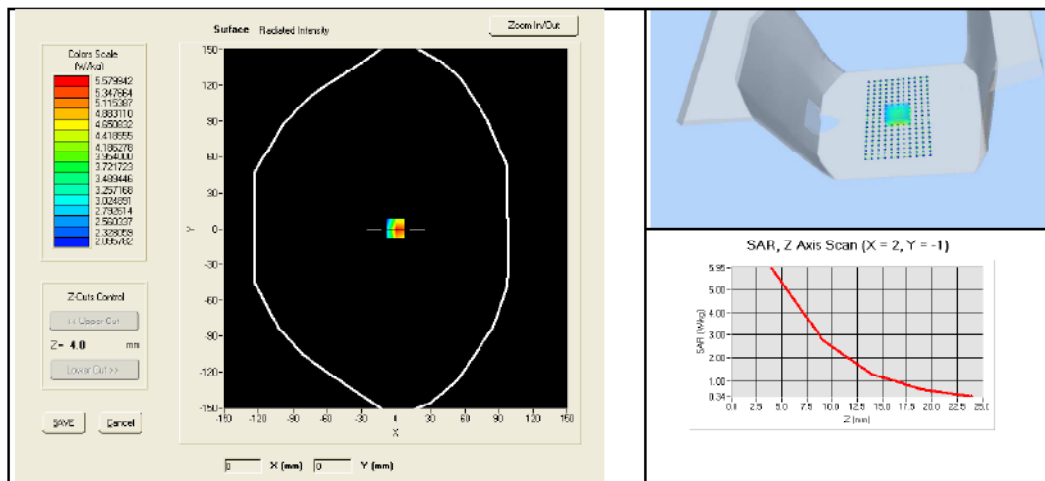 Surface Radiated Intensity
Zoom In/Out
Colors Scale
(W/kg)
5.579942
5.347664
5.115387
4.883110
4.650832
4.418555
4.186278
3.954000
3.721723
3.489446
3.257168
3.024891
2.792614
2.560337
2.328059
2.095782
Z-Cuts Control
<< Upper Cut
Z= 4.0 mm
Lower Cut >>
SAVE Cancel
150
120
90
60
30
Y 0
-30
-60
-90
-120
-150
-150 -120 -90 -60 -30 0 30 60 90 120 150
X
0 X (mm) 0 Y (mm)
SAR, Z Axis Scan (X = 2, Y = -1)
SAR (W/kg)
5.95
5.00
4.00
3.00
2.00
1.00
0.34
0.0 2.5 5.0 7.5 10.0 12.5 15.0 17.5 20.0 22.5 25.0
Z (mm)